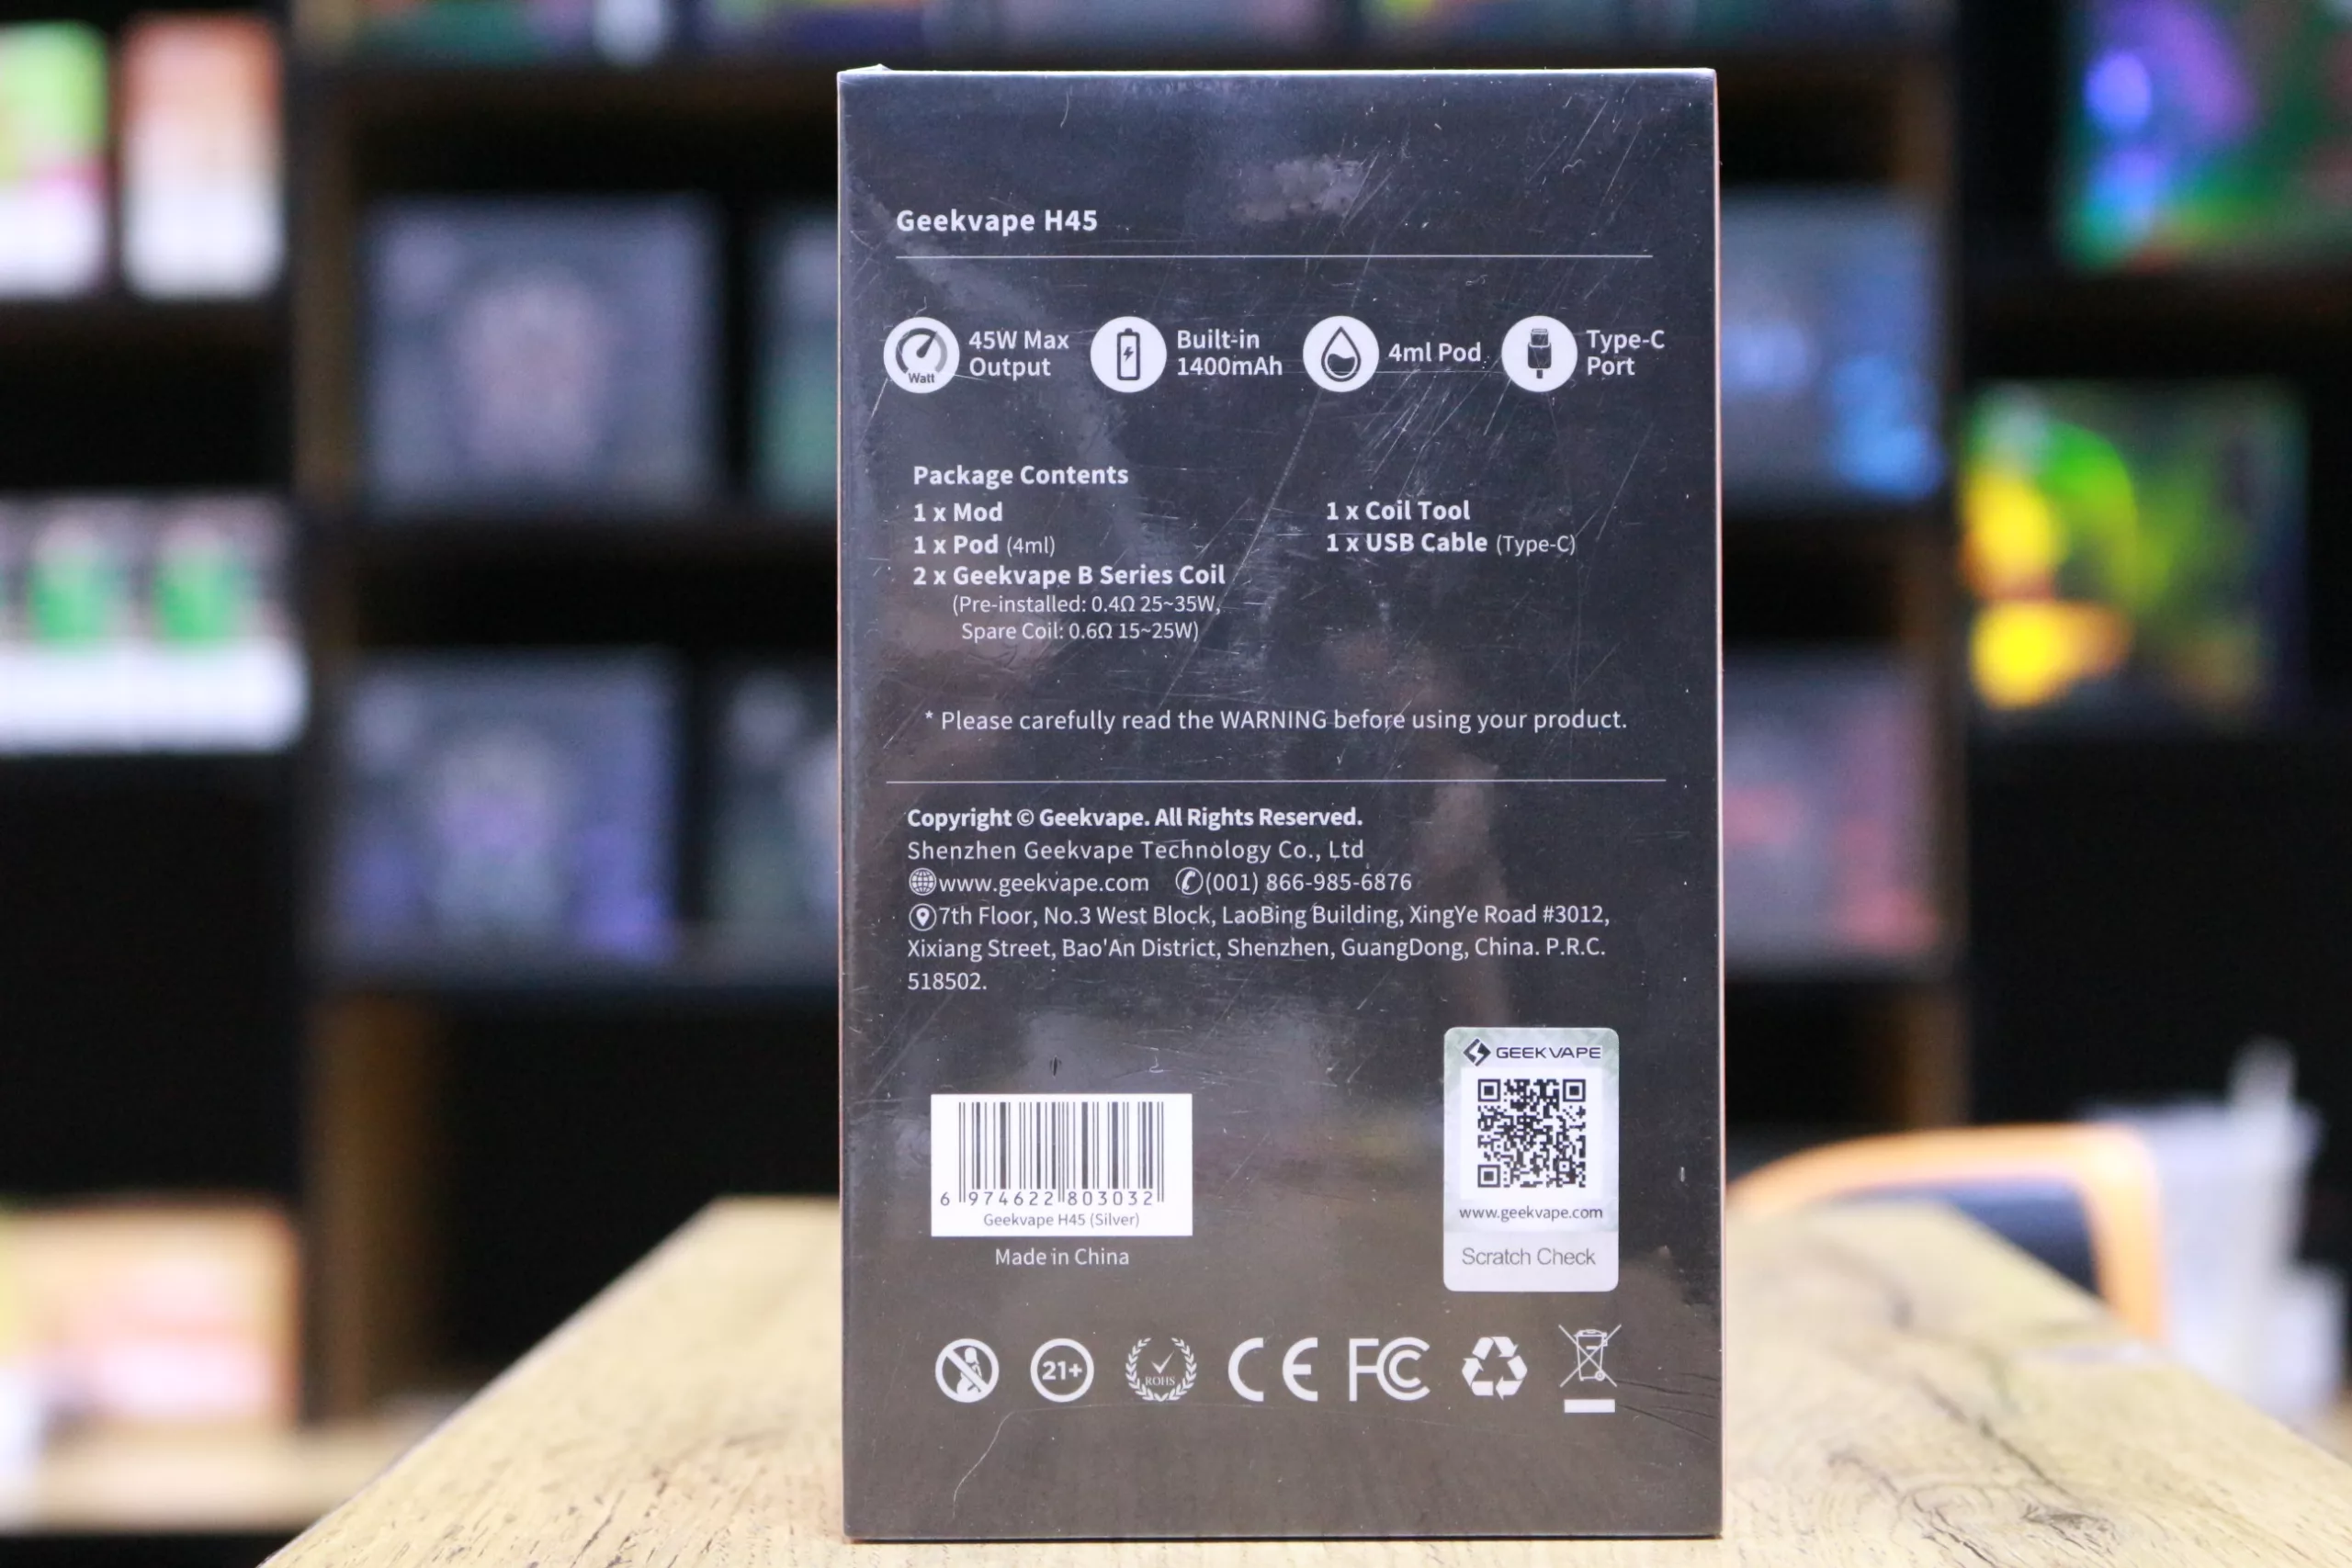 Geekvape H45
Watt
45W Max
Output
Built-in
1400mAh
4ml Pod
Type-C
Port
Package Contents
1 x Mod
1 x Pod (4ml)
2 x Geekvape B Series Coil
(Pre-installed: 0.4Ω 25~35W,
Spare Coil: 0.6Ω 15~25W)
1 x Coil Tool
1 x USB Cable (Type-C)
* Please carefully read the WARNING before using your product.
Copyright © Geekvape. All Rights Reserved.
Shenzhen Geekvape Technology Co., Ltd
www.geekvape.com (001) 866-985-6876
7th Floor, No.3 West Block, LaoBing Building, XingYe Road #3012,
Xixiang Street, Bao'An District, Shenzhen, GuangDong, China. P.R.C.
518502.
6 974622 803032
Geekvape H45 (Silver)
Made in China
GEEKVAPE
www.geekvape.com
Scratch Check
21+
ROHS
CE
FC